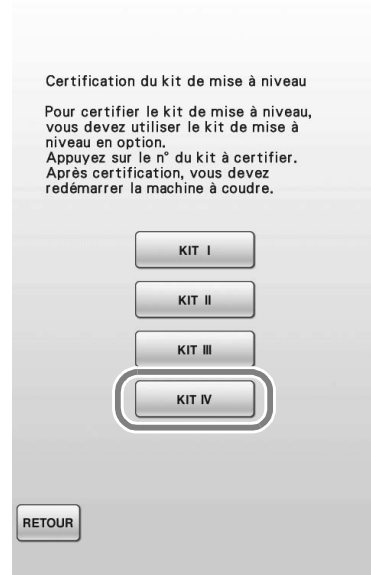 Certification du kit de mise à niveau
Pour certifier le kit de mise à niveau,
vous devez utiliser le kit de mise à
niveau en option.
Appuyez sur le n° du kit à certifier.
Après certification, vous devez
redémarrer la machine à coudre.
KIT I
KIT II
KIT III
KIT IV
RETOUR